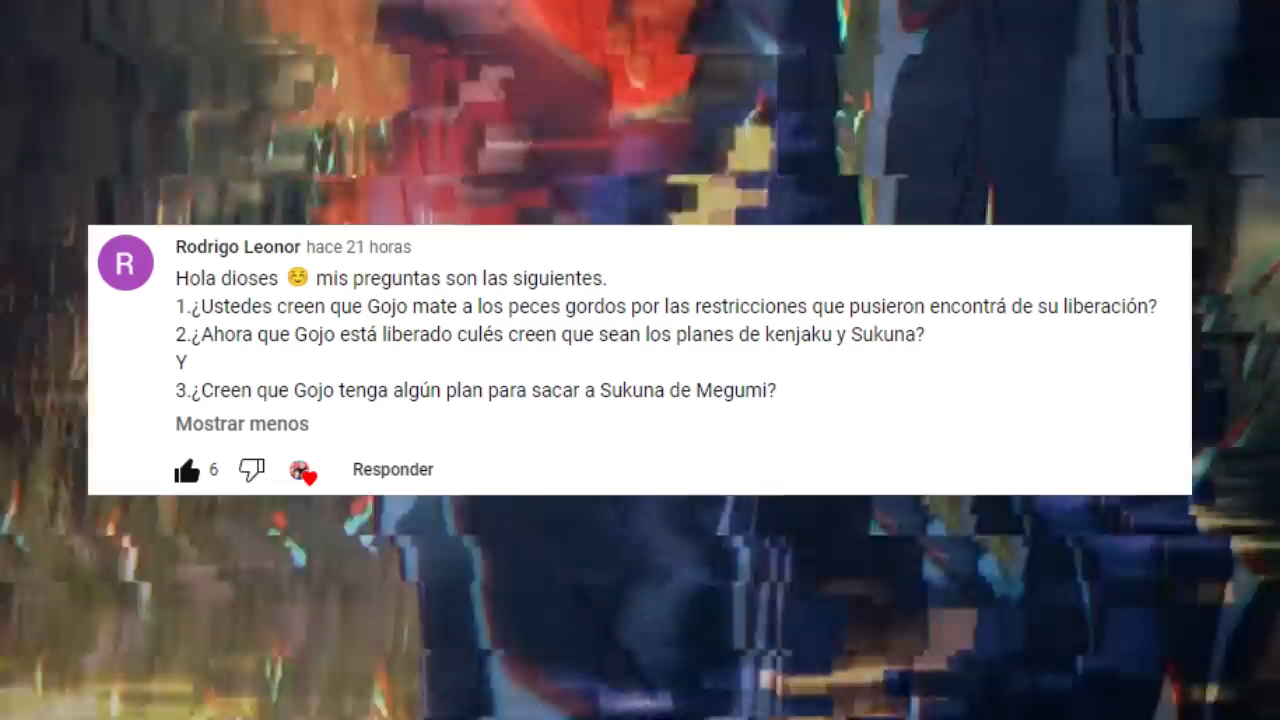 R
Rodrigo Leonor hace 21 horas
Hola dioses ☺️ mis preguntas son las siguientes.
1.¿Ustedes creen que Gojo mate a los peces gordos por las restricciones que pusieron encontrá de su liberación?
2.¿Ahora que Gojo está liberado culés creen que sean los planes de kenjaku y Sukuna?
Y
3.¿Creen que Gojo tenga algún plan para sacar a Sukuna de Megumi?
Mostrar menos
6 Responder